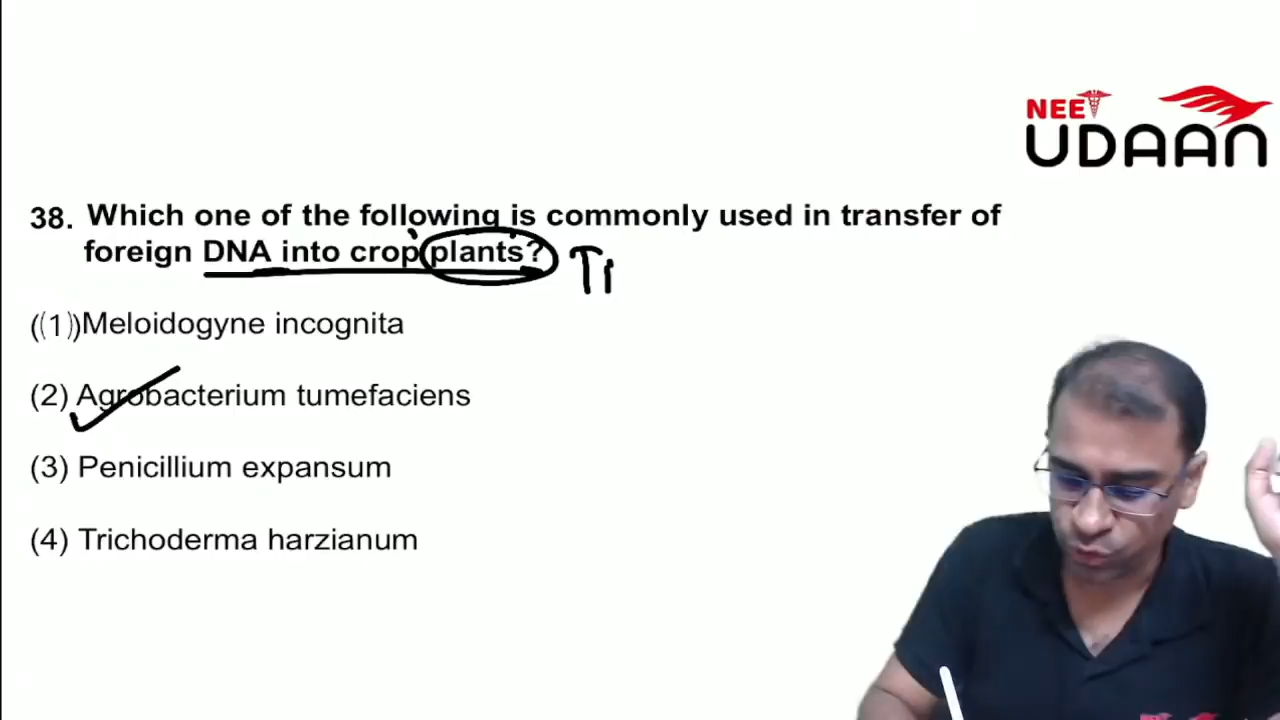 NEET
UDAAN
38. Which one of the following is commonly used in transfer of
foreign DNA into crop plants? Ti
((1))Meloidogyne incognita
(2) Agrobacterium tumefaciens
(3) Penicillium expansum
(4) Trichoderma harzianum